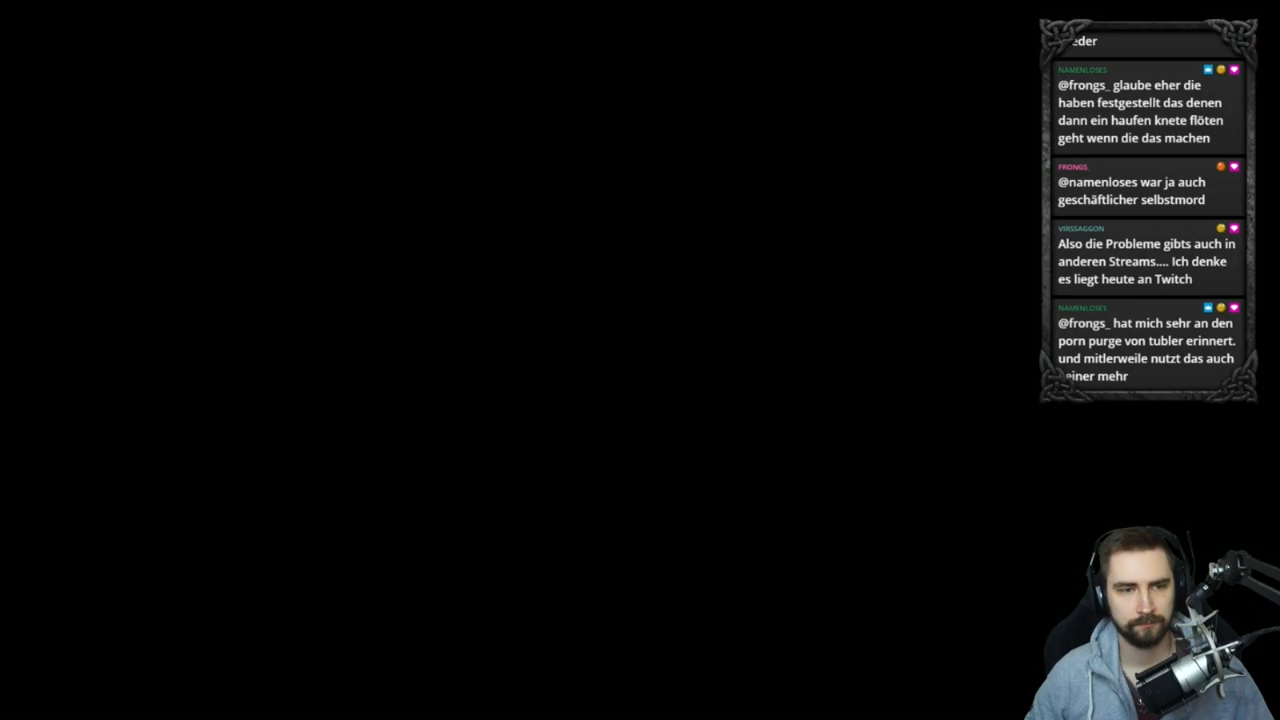 eder
NAMENLOSES
@frongs_ glaube eher die
haben festgestellt das denen
dann ein haufen knete flöten
geht wenn die das machen
FRONGS_
@namenloses war ja auch
geschäftlicher selbstmord
VIRSSAGGON
Also die Probleme gibts auch in
anderen Streams.... Ich denke
es liegt heute an Twitch
NAMENLOSES
@frongs_ hat mich sehr an den
porn purge von tubler erinnert.
und mitlerweile nutzt das auch
einer mehr